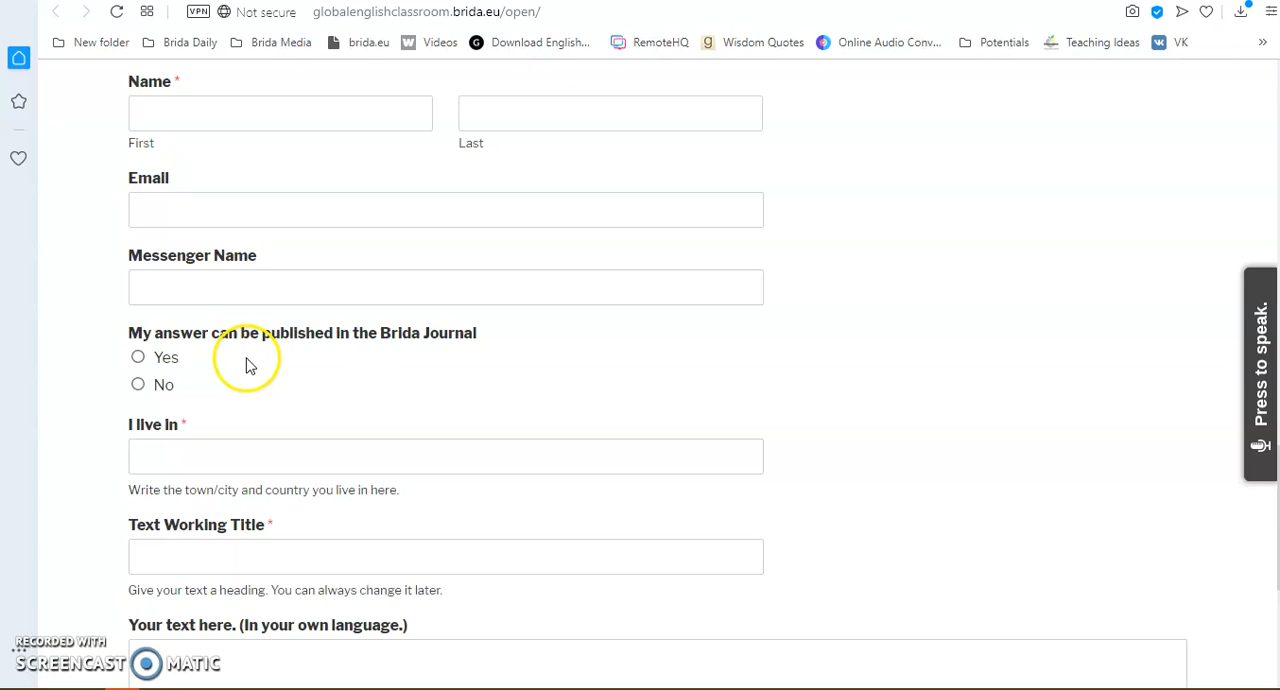 VPN Not secure globalenglishclassroom.brida.eu/open/
New folder Brida Daily Brida Media brida.eu W Videos G Download English... RemoteHQ g Wisdom Quotes Online Audio Conv... Potentials Teaching Ideas VK »
Name *
First Last
Email
Messenger Name
My answer can be published in the Brida Journal
Yes
No
I live in *
Write the town/city and country you live in here.
Text Working Title *
Give your text a heading. You can always change it later.
Your text here. (In your own language.)
Press to speak.
RECORDED WITH
SCREENCAST MATIC